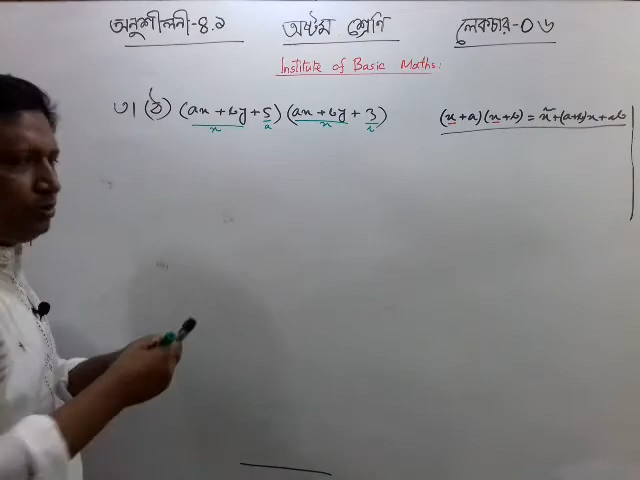 অনুশীলনী-৪.১ অষ্টম শ্রেণি লেকচার-০৬
Institute of Basic Maths:
৩। (ঠ) (ax + by + 5) (ax + by + 3) (x + a) (x + b) = x² + (a+b)x + ab
x a x b